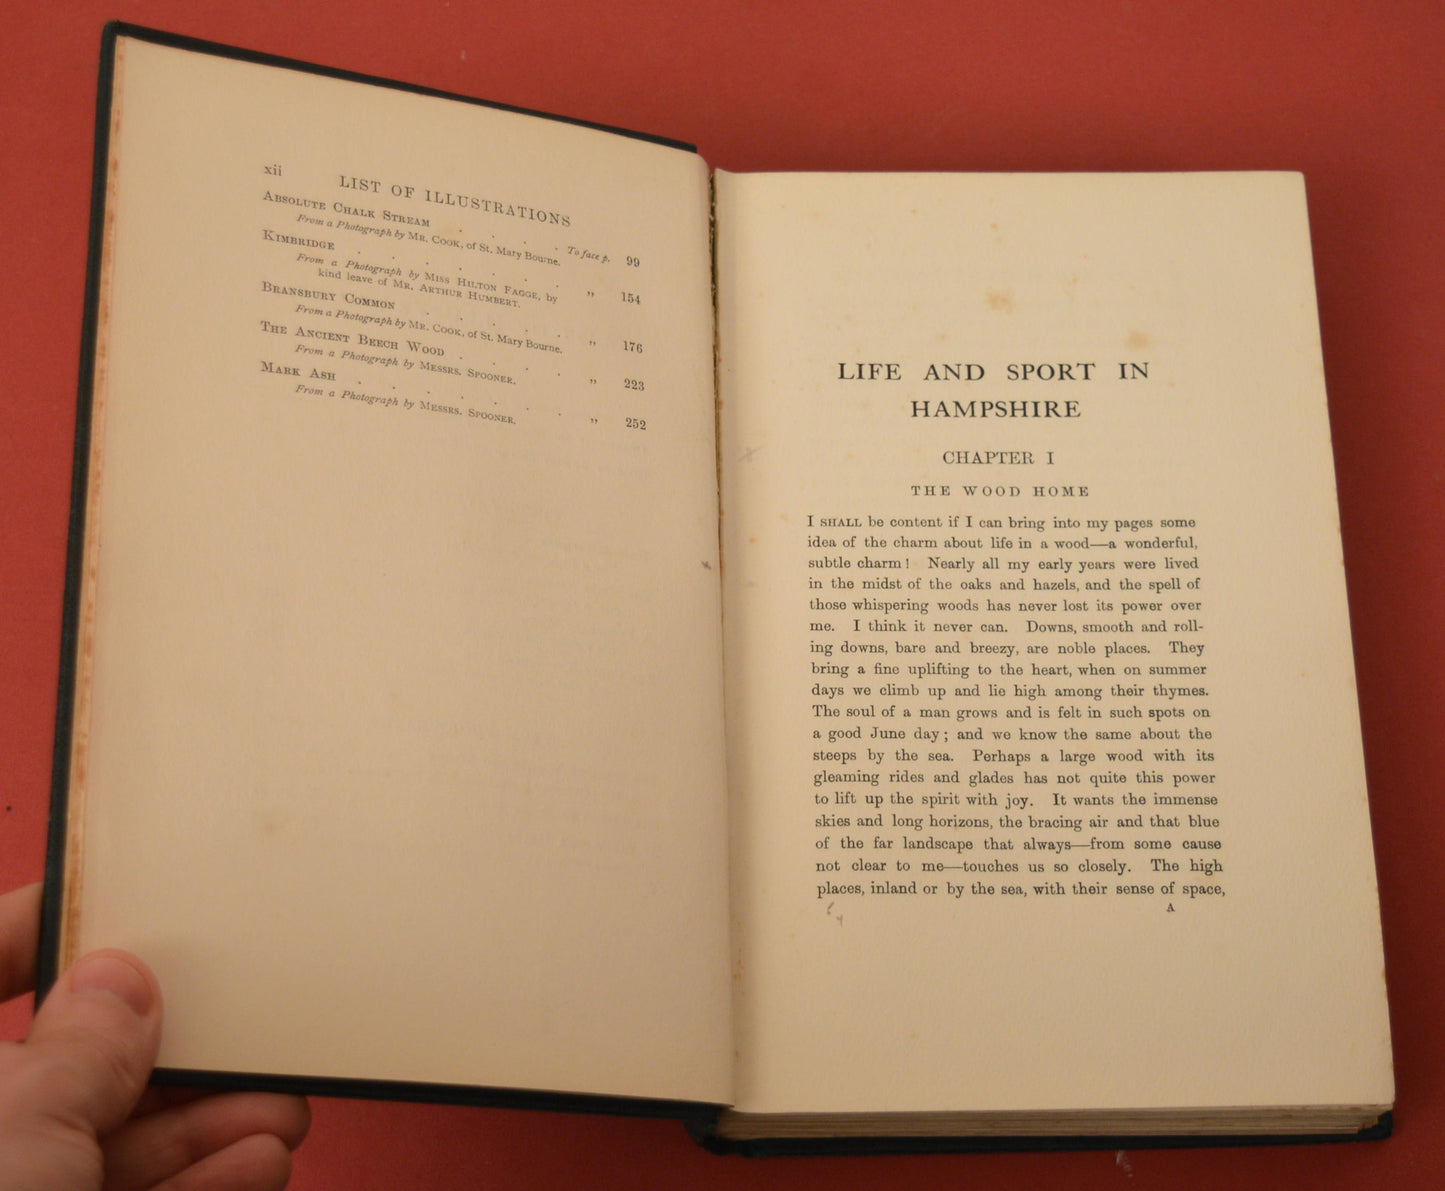 xii
LIST OF ILLUSTRATIONS
ABSOLUTE CHALK STREAM . . . . To face p. 99
From a Photograph by MR. COOK, of St. Mary Bourne.
KIMBRIDGE . . . . . . . ,, 154
From a Photograph by MISS HILTON FAGGE, by
kind leave of MR. ARTHUR HUMBERT.
BRANSBURY COMMON . . . . . ,, 176
From a Photograph by MR. COOK, of St. Mary Bourne.
THE ANCIENT BEECH WOOD . . . . ,, 223
From a Photograph by MESSRS. SPOONER.
MARK ASH . . . . . . . ,, 252
From a Photograph by MESSRS. SPOONER.
LIFE AND SPORT IN
HAMPSHIRE
CHAPTER I
THE WOOD HOME
I SHALL be content if I can bring into my pages some
idea of the charm about life in a wood—a wonderful,
subtle charm! Nearly all my early years were lived
in the midst of the oaks and hazels, and the spell of
those whispering woods has never lost its power over
me. I think it never can. Downs, smooth and roll-
ing downs, bare and breezy, are noble places. They
bring a fine uplifting to the heart, when on summer
days we climb up and lie high among their thymes.
The soul of a man grows and is felt in such spots on
a good June day; and we know the same about the
steeps by the sea. Perhaps a large wood with its
gleaming rides and glades has not quite this power
to lift up the spirit with joy. It wants the immense
skies and long horizons, the bracing air and that blue
of the far landscape that always—from some cause
not clear to me—touches us so closely. The high
places, inland or by the sea, with their sense of space,
A